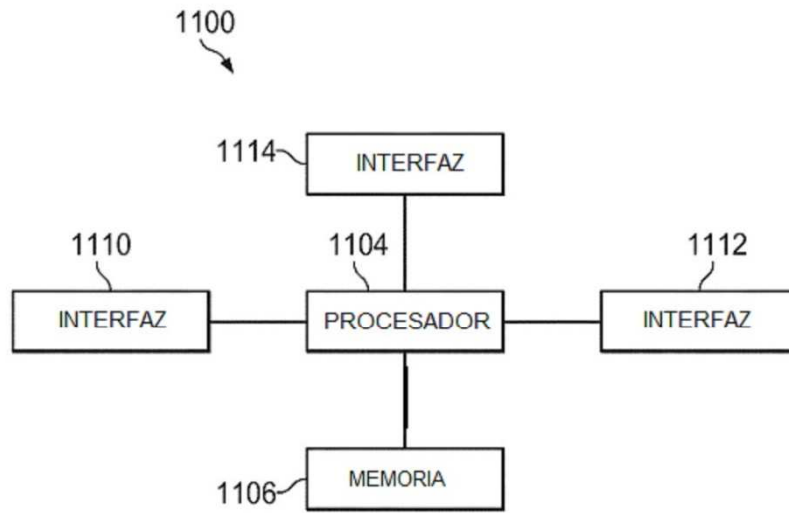 1100
1114
INTERFAZ
1110
1104
1112
INTERFAZ
PROCESADOR
INTERFAZ
1106
MEMORIA